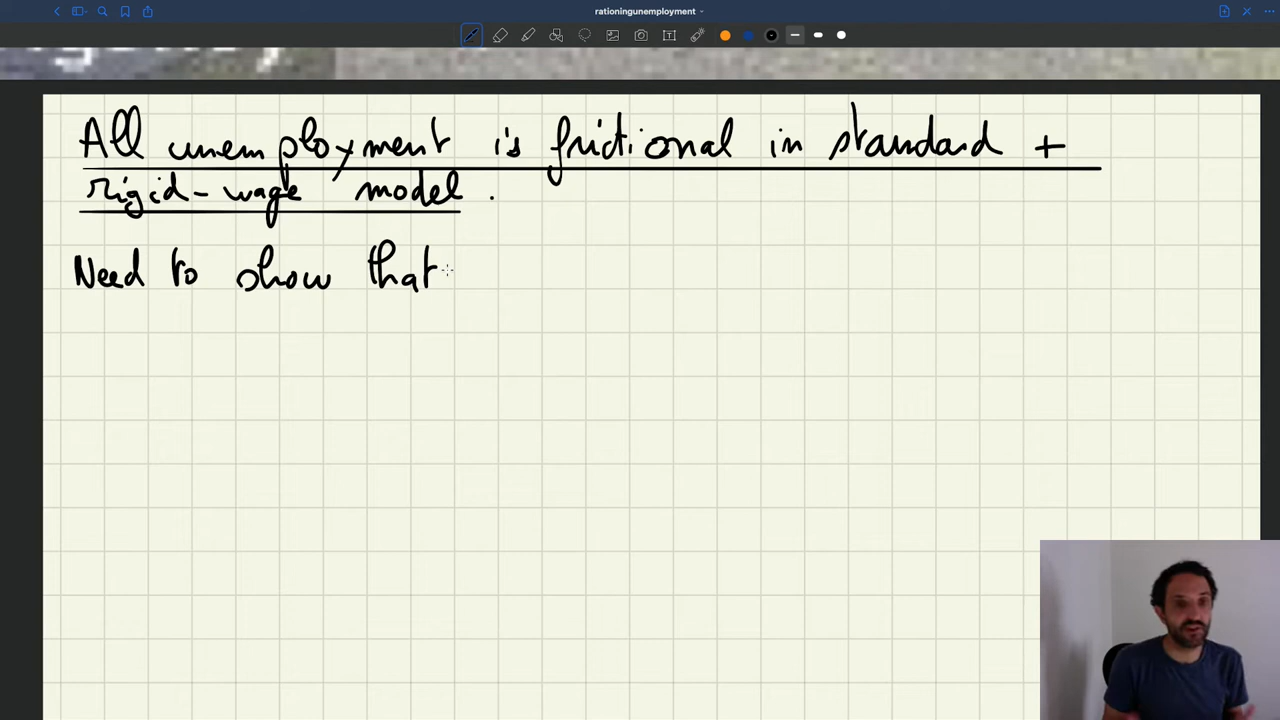 rationingunemployment
All unemployment is frictional in standard +
rigid-wage model.
Need to show that